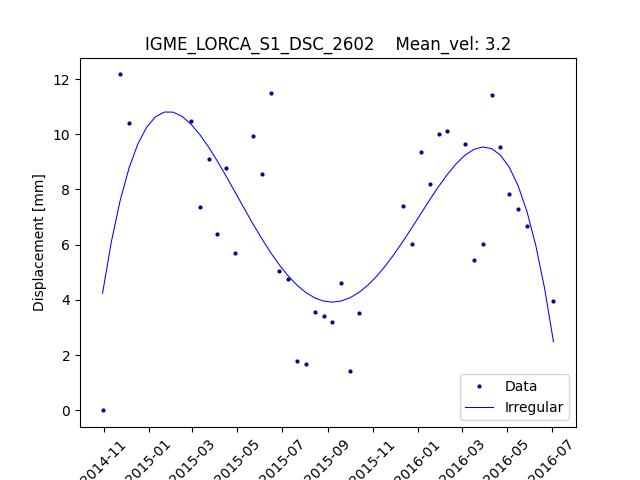 IGME_LORCA_S1_DSC_2602    Mean_vel: 3.2
Displacement [mm]
12
10
8
6
4
2
0
Data
Irregular
2014-11 2015-01 2015-03 2015-05 2015-07 2015-09 2015-11 2016-01 2016-03 2016-05 2016-07